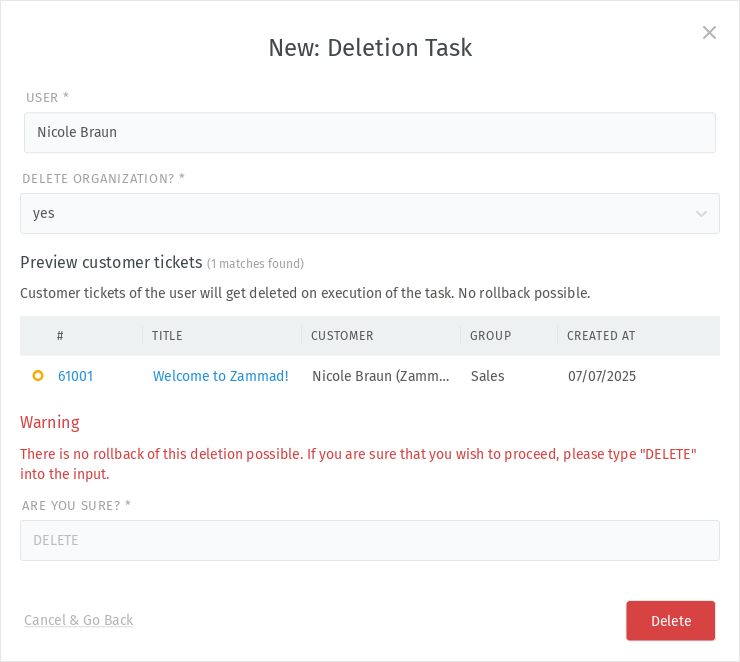 New: Deletion Task
USER *
Nicole Braun
DELETE ORGANIZATION? *
yes
Preview customer tickets (1 matches found)
Customer tickets of the user will get deleted on execution of the task. No rollback possible.
# TITLE CUSTOMER GROUP CREATED AT
61001 Welcome to Zammad! Nicole Braun (Zamm... Sales 07/07/2025
Warning
There is no rollback of this deletion possible. If you are sure that you wish to proceed, please type "DELETE"
into the input.
ARE YOU SURE? *
DELETE
Cancel & Go Back Delete